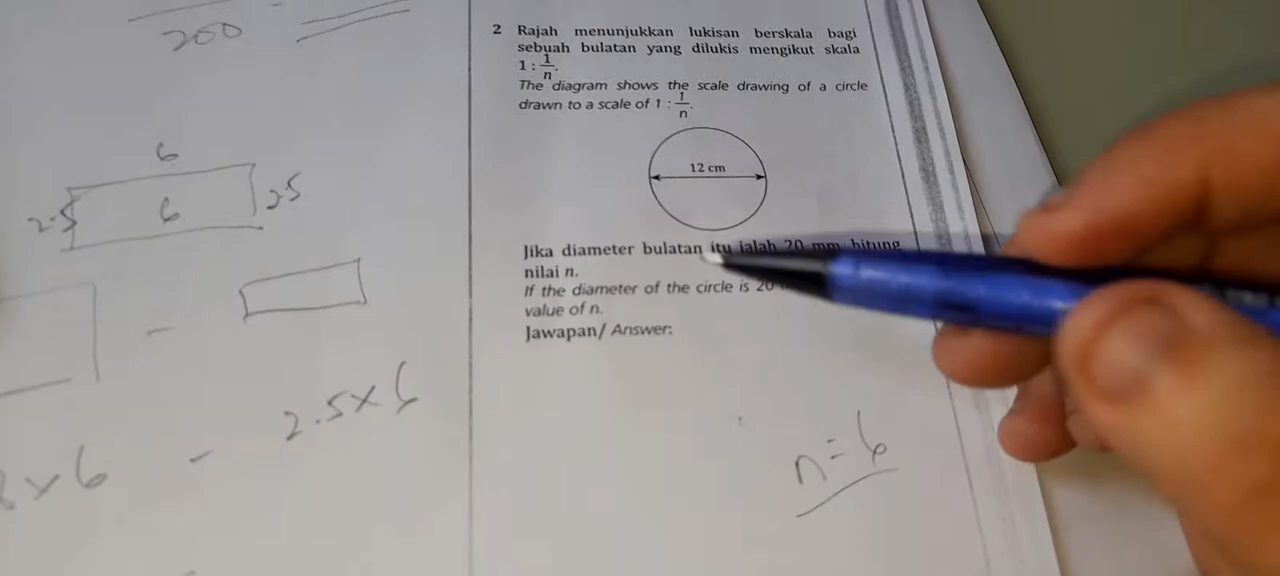 200
6
2.5
6
2.5
2.5 x 6
x 6
2 Rajah menunjukkan lukisan berskala bagi
sebuah bulatan yang dilukis mengikut skala
1 : 1/n.
The diagram shows the scale drawing of a circle
drawn to a scale of 1 : 1/n.
12 cm
Jika diameter bulatan itu ialah 20 mm, hitung
nilai n.
If the diameter of the circle is 20
value of n.
Jawapan/ Answer:
n = 6